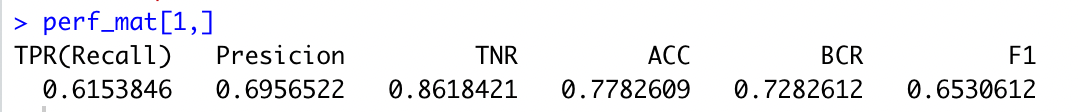 > perf_mat[1,]
TPR(Recall) Presicion TNR ACC BCR F1
0.6153846 0.6956522 0.8618421 0.7782609 0.7282612 0.6530612